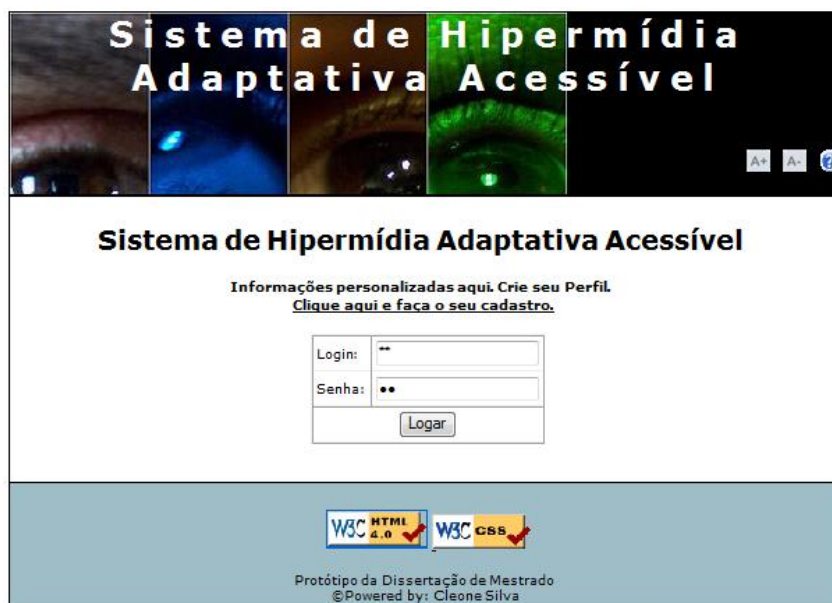 Sistema de Hipermídia
Adaptativa Acessível
A+ A- ?
Sistema de Hipermídia Adaptativa Acessível
Informações personalizadas aqui. Crie seu Perfil.
Clique aqui e faça o seu cadastro.
Login: **
Senha: ●●
Logar
W3C HTML 4.0 W3C CSS
Protótipo da Dissertação de Mestrado
©Powered by: Cleone Silva